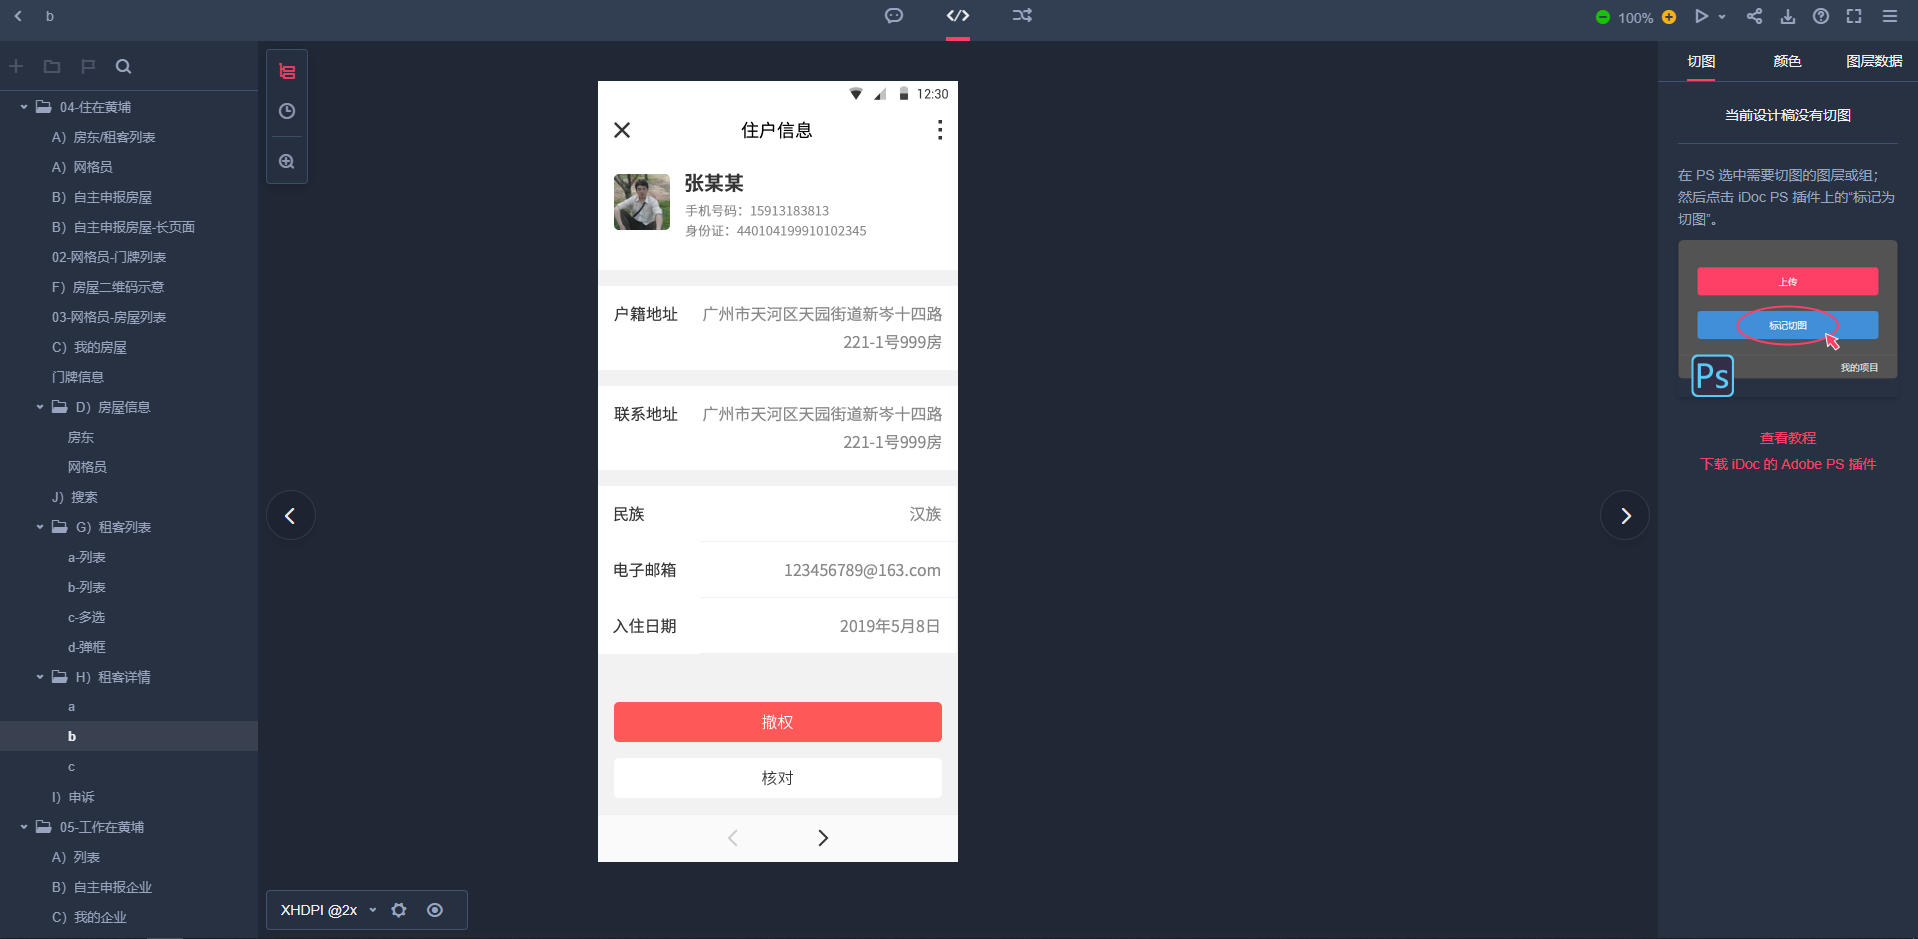 b
100%
04-住在黄埔
A）房东/租客列表
A）网格员
B）自主申报房屋
B）自主申报房屋-长页面
02-网格员-门牌列表
F）房屋二维码示意
03-网格员-房屋列表
C）我的房屋
门牌信息
D）房屋信息
房东
网格员
J）搜索
G）租客列表
a-列表
b-列表
c-多选
d-弹框
H）租客详情
a
b
c
I）申诉
05-工作在黄埔
A）列表
B）自主申报企业
C）我的企业
12:30
住户信息
张某某
手机号码：15913183813
身份证：440104199910102345
户籍地址 广州市天河区天园街道新岑十四路
221-1号999房
联系地址 广州市天河区天园街道新岑十四路
221-1号999房
民族 汉族
电子邮箱 123456789@163.com
入住日期 2019年5月8日
撤权
核对
XHDPI @2x
切图 颜色 图层数据
当前设计稿没有切图
在 PS 选中需要切图的图层或组；
然后点击 iDoc PS 插件上的“标记为
切图”。
上传
标记切图
我的项目
Ps
查看教程
下载 iDoc 的 Adobe PS 插件